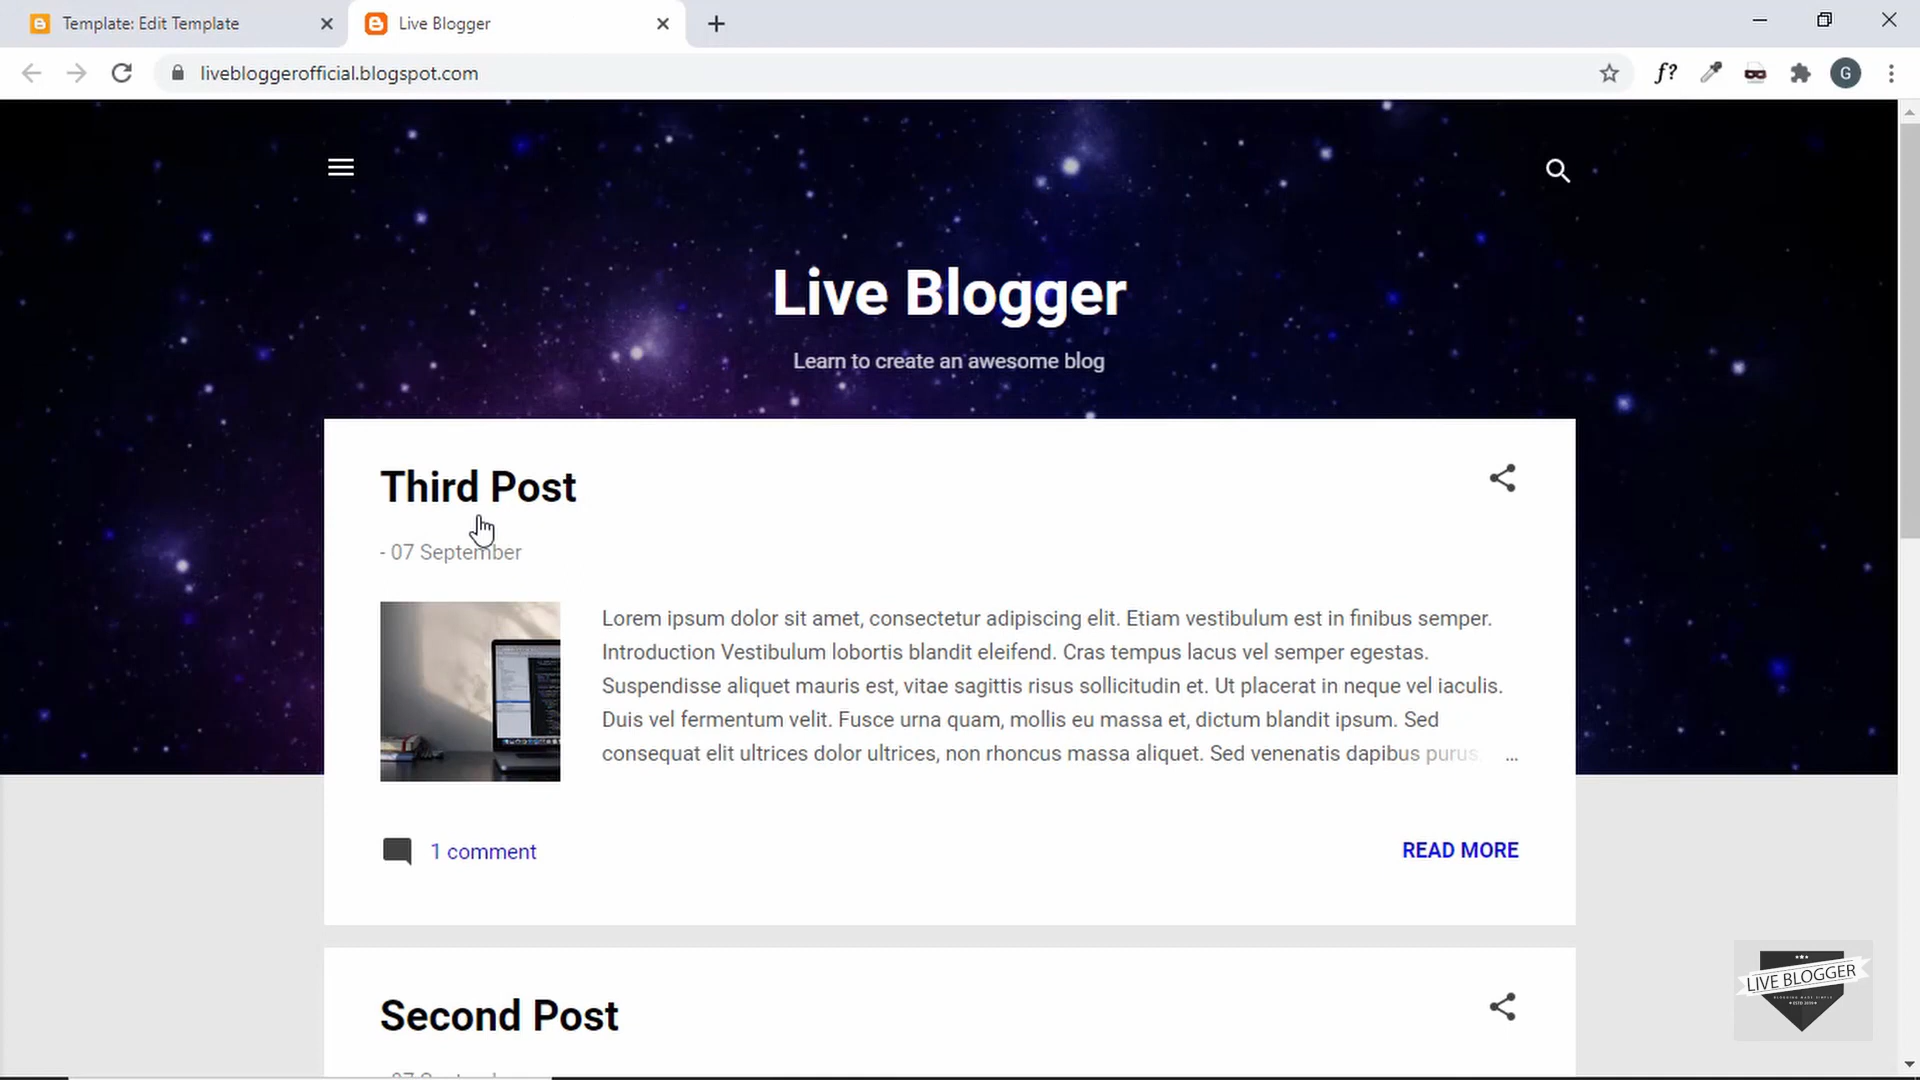 Template: Edit Template
Live Blogger
livebloggerofficial.blogspot.com
f?
G
Live Blogger
Learn to create an awesome blog
Third Post
- 07 September
Lorem ipsum dolor sit amet, consectetur adipiscing elit. Etiam vestibulum est in finibus semper.
Introduction Vestibulum lobortis blandit eleifend. Cras tempus lacus vel semper egestas.
Suspendisse aliquet mauris est, vitae sagittis risus sollicitudin et. Ut placerat in neque vel iaculis.
Duis vel fermentum velit. Fusce urna quam, mollis eu massa et, dictum blandit ipsum. Sed
consequat elit ultrices dolor ultrices, non rhoncus massa aliquet. Sed venenatis dapibus purus. ...
1 comment
READ MORE
Second Post
LIVE BLOGGER